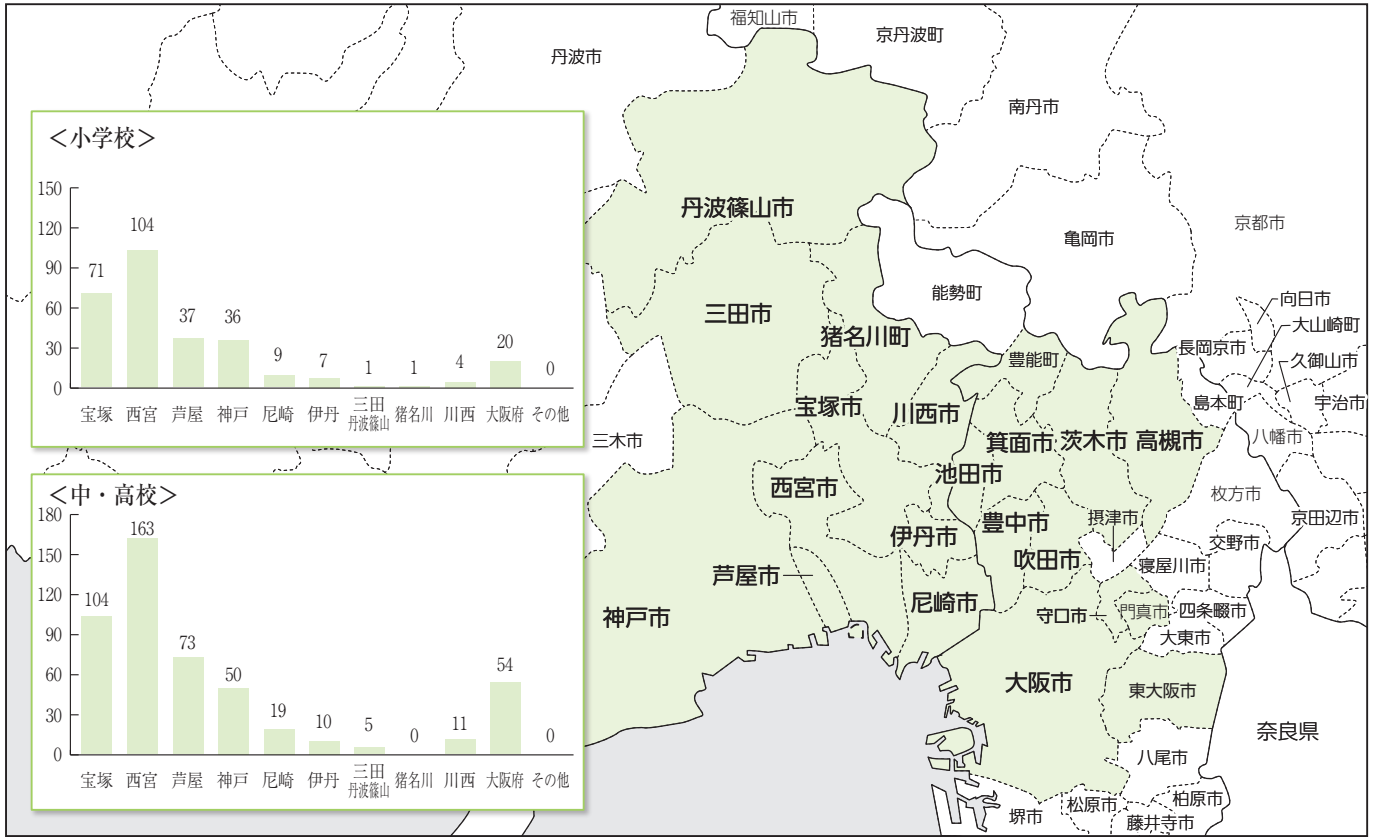 福知山市
京丹波町
丹波市
南丹市
＜小学校＞
150
120
90
60
30
0
71
104
37
36
9
7
1
1
4
20
0
宝塚
西宮
芦屋
神戸
尼崎
伊丹
三田
丹波篠山
猪名川
川西
大阪府
その他
＜中・高校＞
180
150
120
90
60
30
0
104
163
73
50
19
10
5
0
11
54
0
宝塚
西宮
芦屋
神戸
尼崎
伊丹
三田
丹波篠山
猪名川
川西
大阪府
その他
丹波篠山市
京都市
亀岡市
能勢町
三田市
猪名川町
向日市
大山崎町
長岡京市
久御山市
豊能町
宝塚市
川西市
島本町
宇治市
三木市
箕面市
茨木市
高槻市
八幡市
池田市
西宮市
枚方市
豊中市
摂津市
京田辺市
伊丹市
交野市
吹田市
寝屋川市
芦屋市
尼崎市
神戸市
守口市
門真市
四条畷市
大東市
大阪市
東大阪市
奈良県
八尾市
柏原市
松原市
堺市
藤井寺市